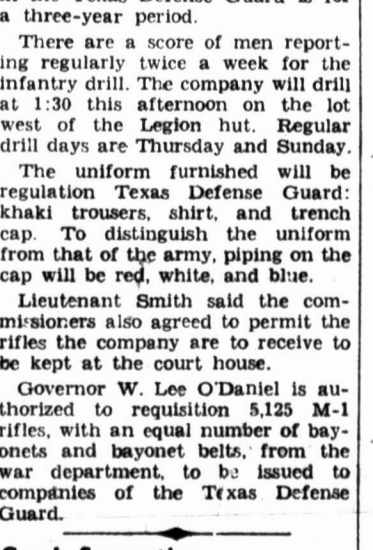 a three-year period.
There are a score of men report-
ing regularly twice a week for the
infantry drill. The company will drill
at 1:30 this afternoon on the lot
west of the Legion hut. Regular
drill days are Thursday and Sunday.
The uniform furnished will be
regulation Texas Defense Guard:
khaki trousers, shirt, and trench
cap. To distinguish the uniform
from that of the army, piping on the
cap will be red, white, and blue.
Lieutenant Smith said the com-
missioners also agreed to permit the
rifles the company are to receive to
be kept at the court house.
Governor W. Lee O'Daniel is au-
thorized to requisition 5,125 M-1
rifles, with an equal number of bay-
onets and bayonet belts, from the
war department, to be issued to
companies of the Texas Defense
Guard.